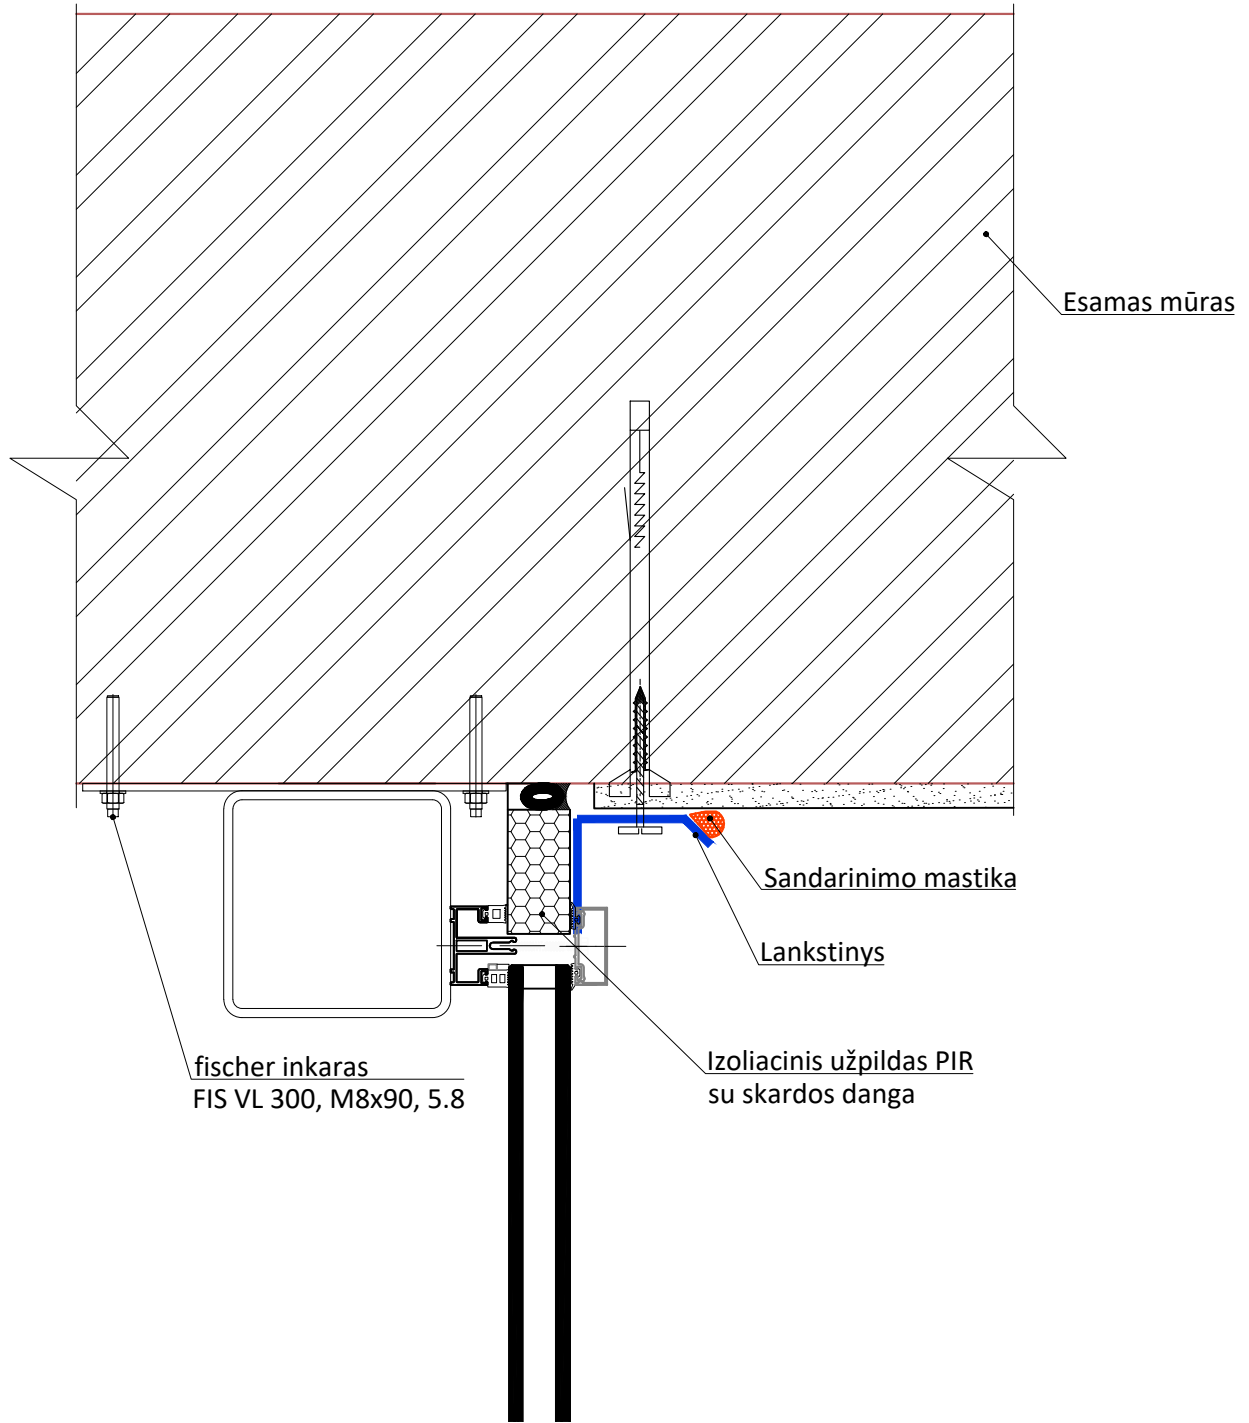 Esamas mūras
Sandarinimo mastika
Lankstinys
Izoliacinis užpildas PIR
su skardos danga
fischer inkaras
FIS VL 300, M8x90, 5.8